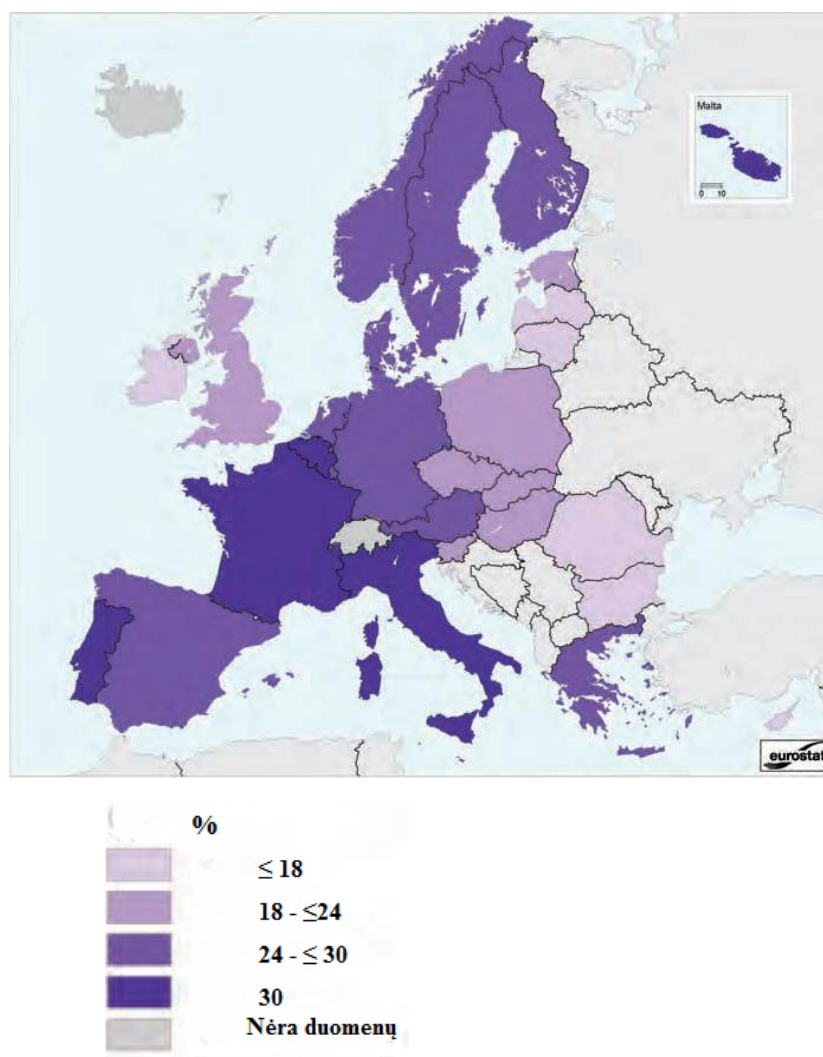 Malta
0 10
eurostat
%
≤ 18
18 - ≤24
24 - ≤ 30
30
Nėra duomenų